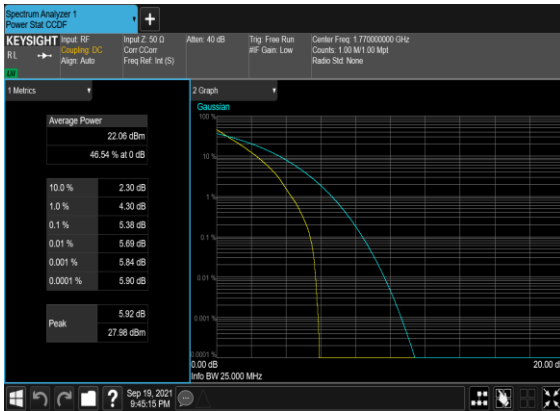 Spectrum Analyzer 1
Power Stat CCDF
KEYSIGHT
RL
Input: RF
Coupling: DC
Align: Auto
Input Z: 50 Ω
Corr CCorr
Freq Ref: Int (S)
Atten: 40 dB
Trig: Free Run
#IF Gain: Low
Center Freq: 1.770000000 GHz
Counts: 1.00 M/1.00 Mpt
Radio Std: None
1 Metrics
Average Power
22.06 dBm
46.54 % at 0 dB
10.0 % 2.30 dB
1.0 % 4.30 dB
0.1 % 5.38 dB
0.01 % 5.69 dB
0.001 % 5.84 dB
0.0001 % 5.90 dB
Peak
5.92 dB
27.98 dBm
2 Graph
Gaussian
100 %
10 %
1 %
0.1 %
0.01 %
0.001 %
0.0001 %
0.00 dB
20.00 d
Info BW 25.000 MHz
Sep 19, 2021
9:45:15 PM